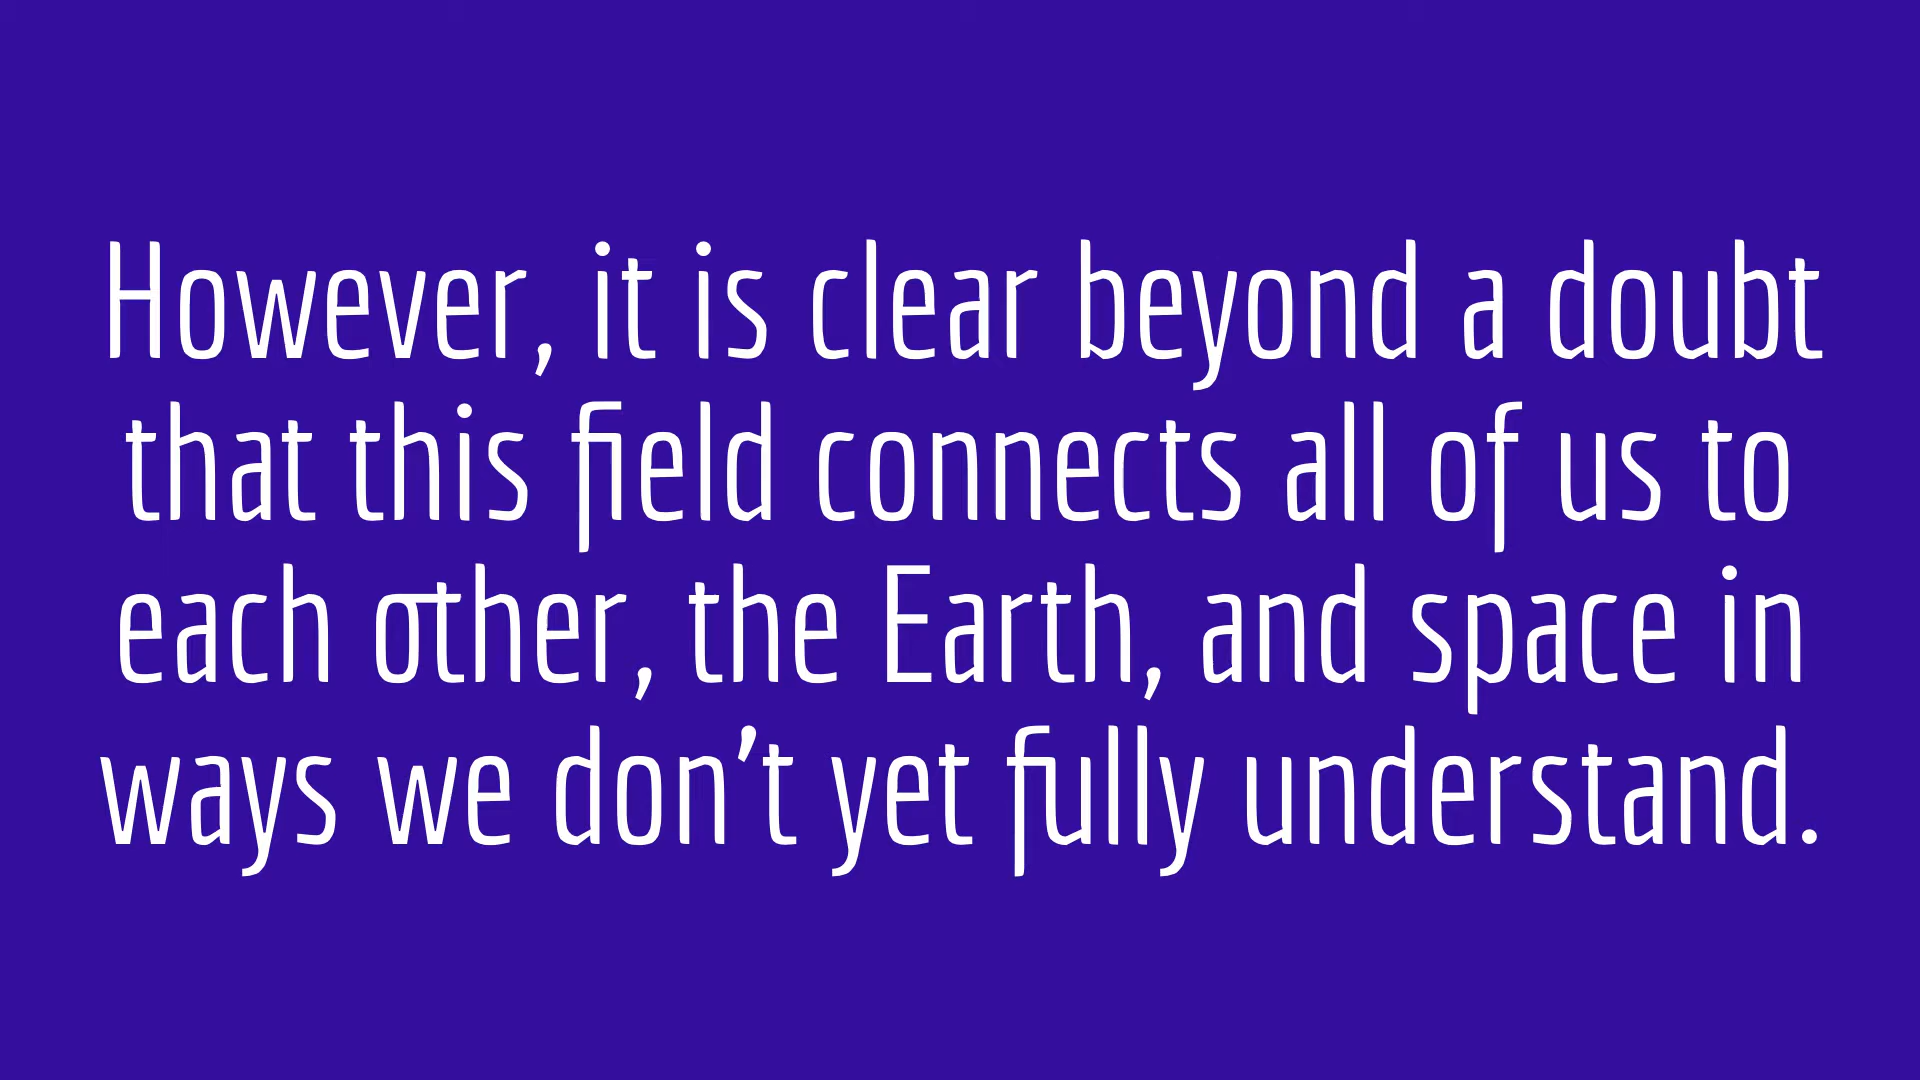 However, it is clear beyond a doubt
that this field connects all of us to
each other, the Earth, and space in
ways we don’t yet fully understand.